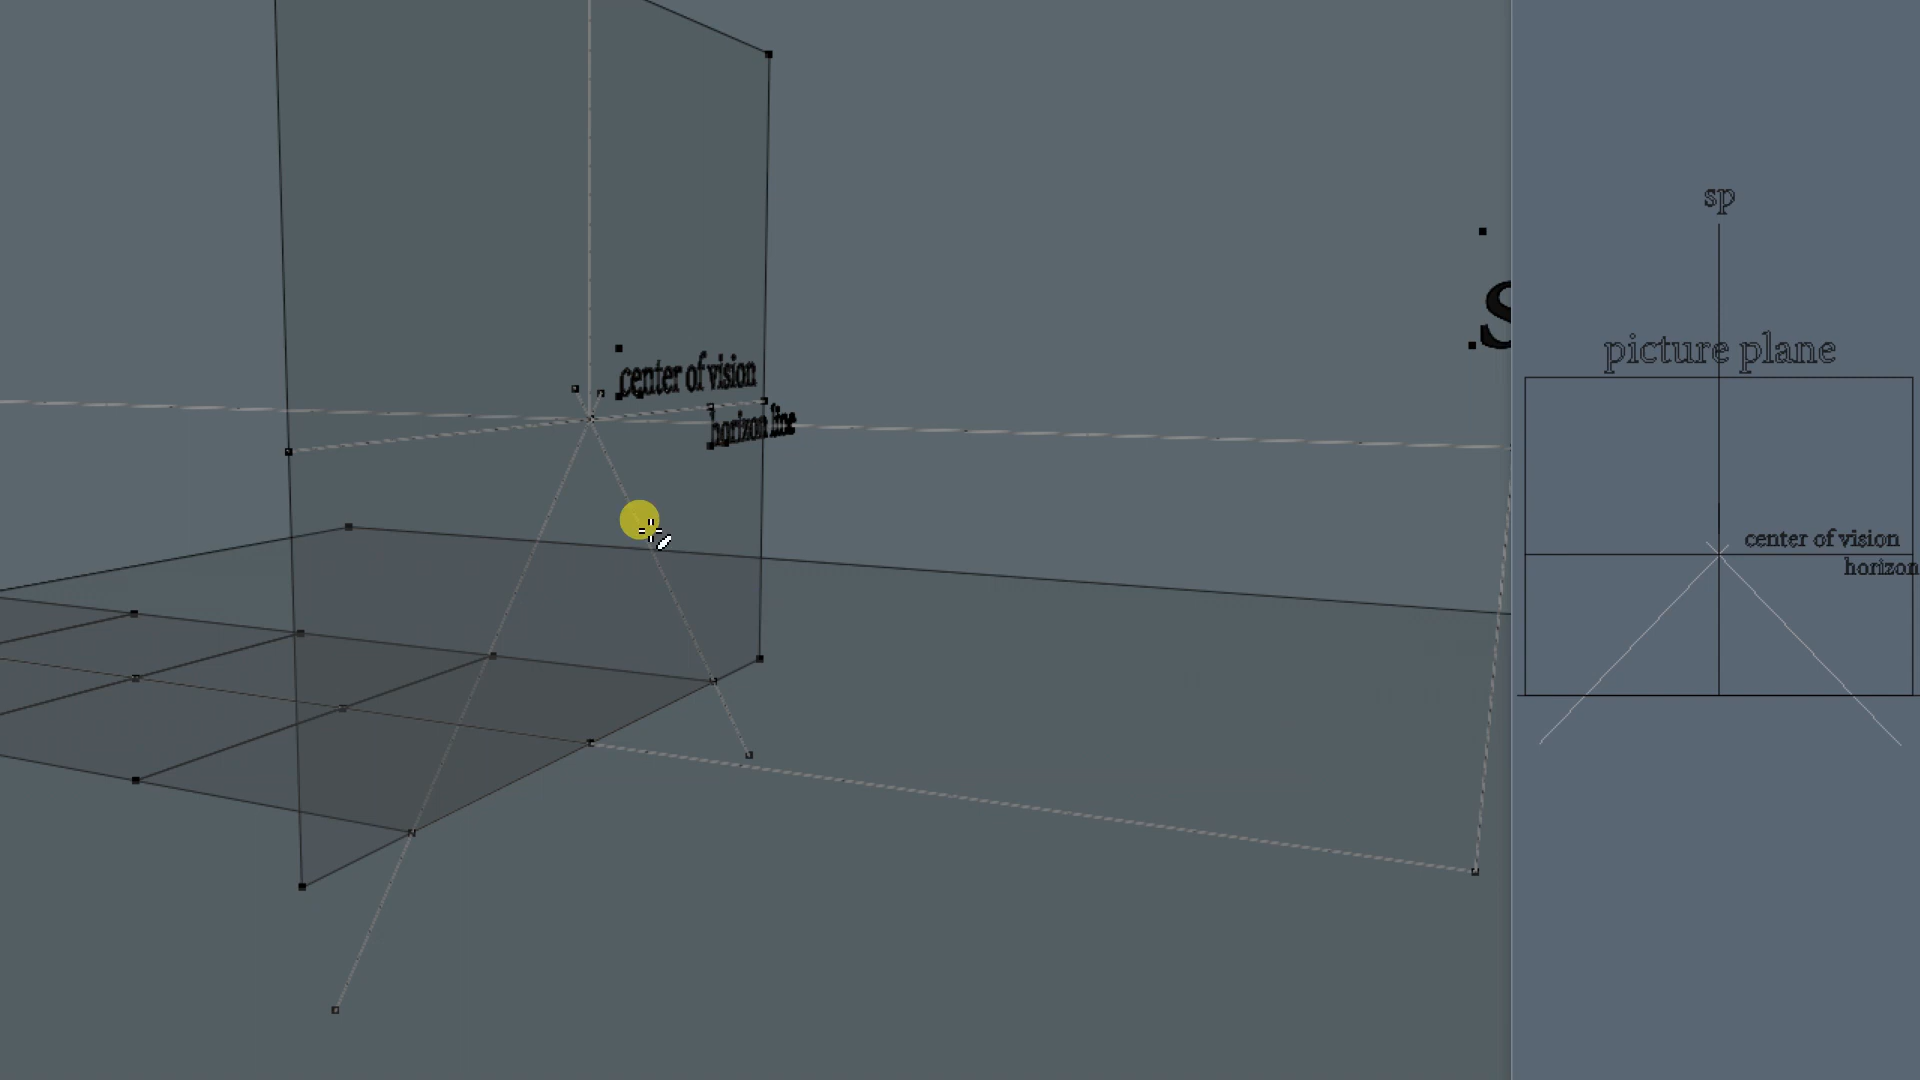 center of vision
horizon line
s
sp
picture plane
center of vision
horizon